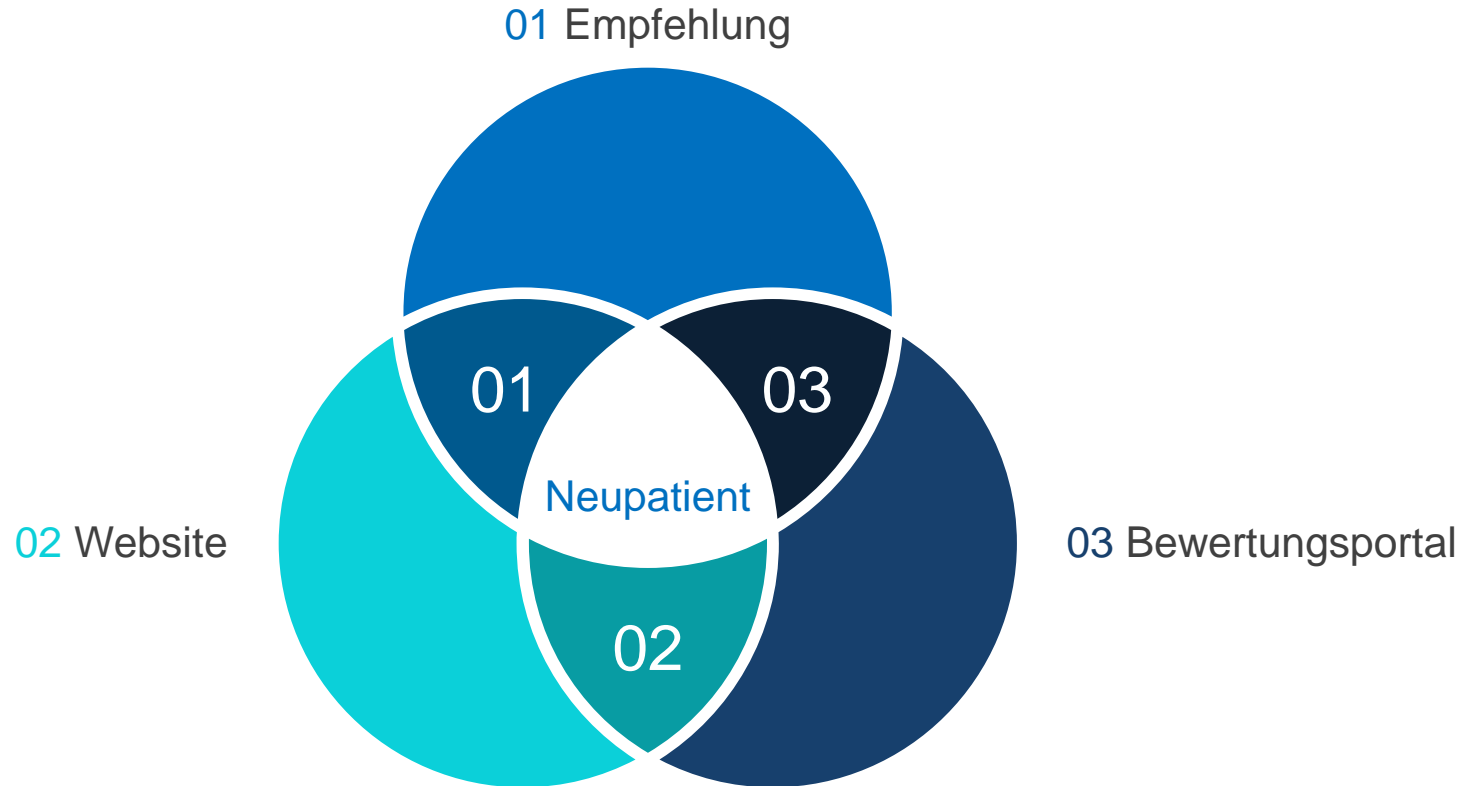 01 Empfehlung
01
03
Neupatient
02 Website
03 Bewertungsportal
02